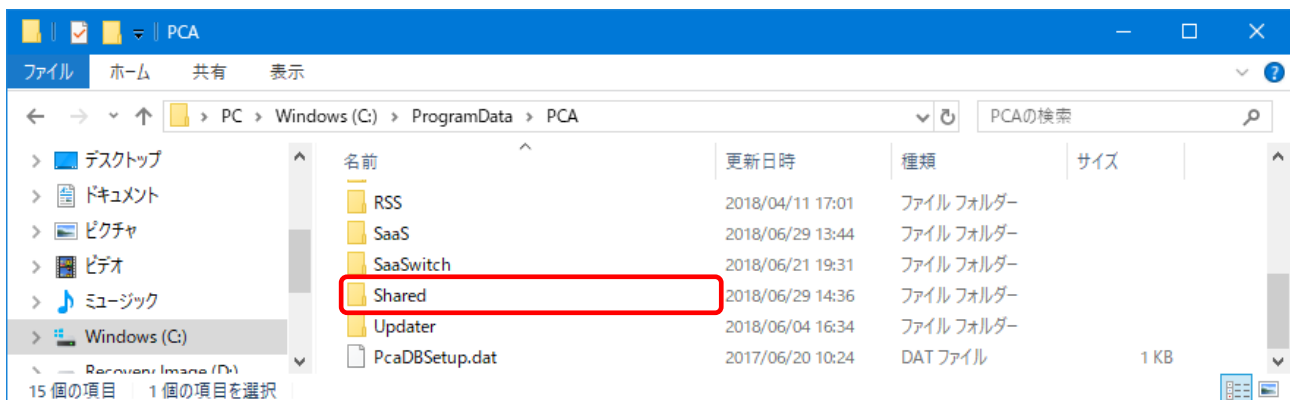 PCA
ファイル ホーム 共有 表示
PC > Windows (C:) > ProgramData > PCA PCAの検索
デスクトップ 名前 更新日時 種類 サイズ
ドキュメント RSS 2018/04/11 17:01 ファイル フォルダー
ピクチャ SaaS 2018/06/29 13:44 ファイル フォルダー
ビデオ SaaSwitch 2018/06/21 19:31 ファイル フォルダー
ミュージック Shared 2018/06/29 14:36 ファイル フォルダー
Windows (C:) Updater 2018/06/04 16:34 ファイル フォルダー
Recovery Image (D:) PcaDBSetup.dat 2017/06/20 10:24 DAT ファイル 1 KB
15 個の項目 1 個の項目を選択